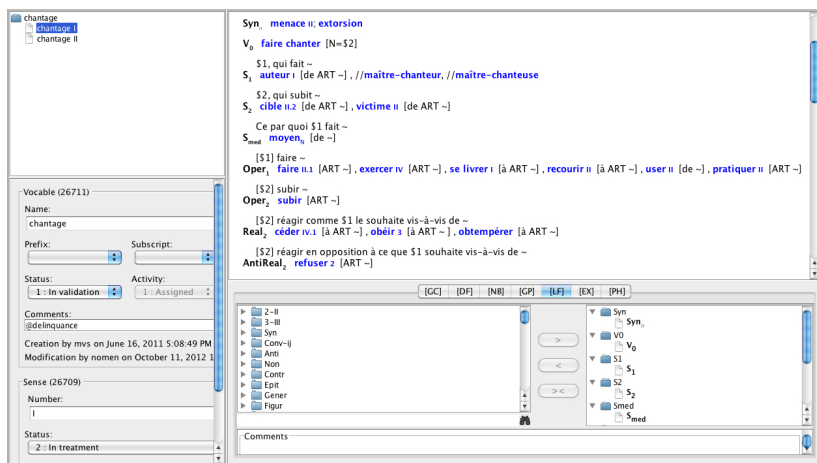 chantage
chantage I
chantage II
Syn∩ menace II; extorsion
V₀ faire chanter [N=$2]
$1, qui fait ~
S₁ auteur I [de ART ~] , //maître-chanteur, //maître-chanteuse
$2, qui subit ~
S₂ cible II.2 [de ART ~] , victime II [de ART ~]
Ce par quoi $1 fait ~
S_med moyen_N [de ~]
[$1] faire ~
Oper₁ faire II.1 [ART ~] , exercer IV [ART ~] , se livrer I [à ART ~] , recourir II [à ART ~] , user II [de ~] , pratiquer II [ART ~]
[$2] subir ~
Oper₂ subir [ART ~]
[$2] réagir comme $1 le souhaite vis-à-vis de ~
Real₂ céder IV.1 [à ART ~] , obéir 3 [à ART ~ ] , obtempérer [à ART ~]
[$2] réagir en opposition à ce que $1 souhaite vis-à-vis de ~
AntiReal₂ refuser 2 [ART ~]
Vocable (26711)
Name:
chantage
Prefix: Subscript:
Status: Activity:
1 : In validation 1 : Assigned
Comments:
@delinquance
Creation by mvs on June 16, 2011 5:08:49 PM
Modification by nomen on October 11, 2012 1
Sense (26709)
Number:
I
Status:
2 : In treatment
[GC] [DF] [NB] [GP] [LF] [EX] [PH]
2-II
3-III
Syn
Conv-ij
Anti
Non
Contr
Epit
Gener
Figur
>
<
><
Syn
Syn∩
V0
V₀
S1
S₁
S2
S₂
Smed
S_med
Comments